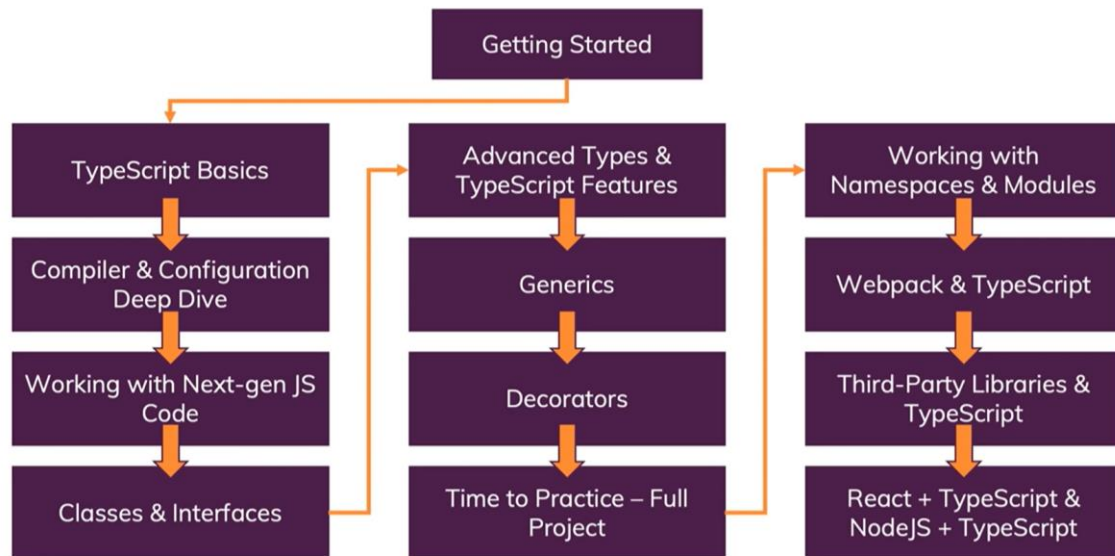 Getting Started
TypeScript Basics
Compiler & Configuration
Deep Dive
Working with Next-gen JS
Code
Classes & Interfaces
Advanced Types &
TypeScript Features
Generics
Decorators
Time to Practice – Full
Project
Working with
Namespaces & Modules
Webpack & TypeScript
Third-Party Libraries &
TypeScript
React + TypeScript &
NodeJS + TypeScript